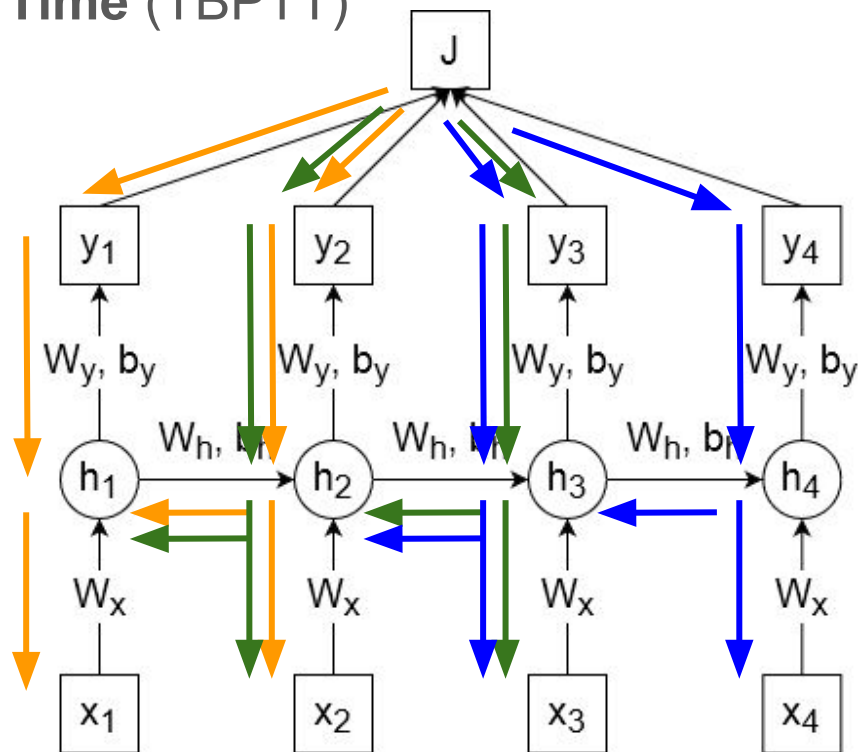 Time (TBPTT)
J
y1 y2 y3 y4
Wy, by Wy, by Wy, by Wy, by
Wh, bh Wh, bh Wh, bh
h1 h2 h3 h4
Wx Wx Wx Wx
x1 x2 x3 x4